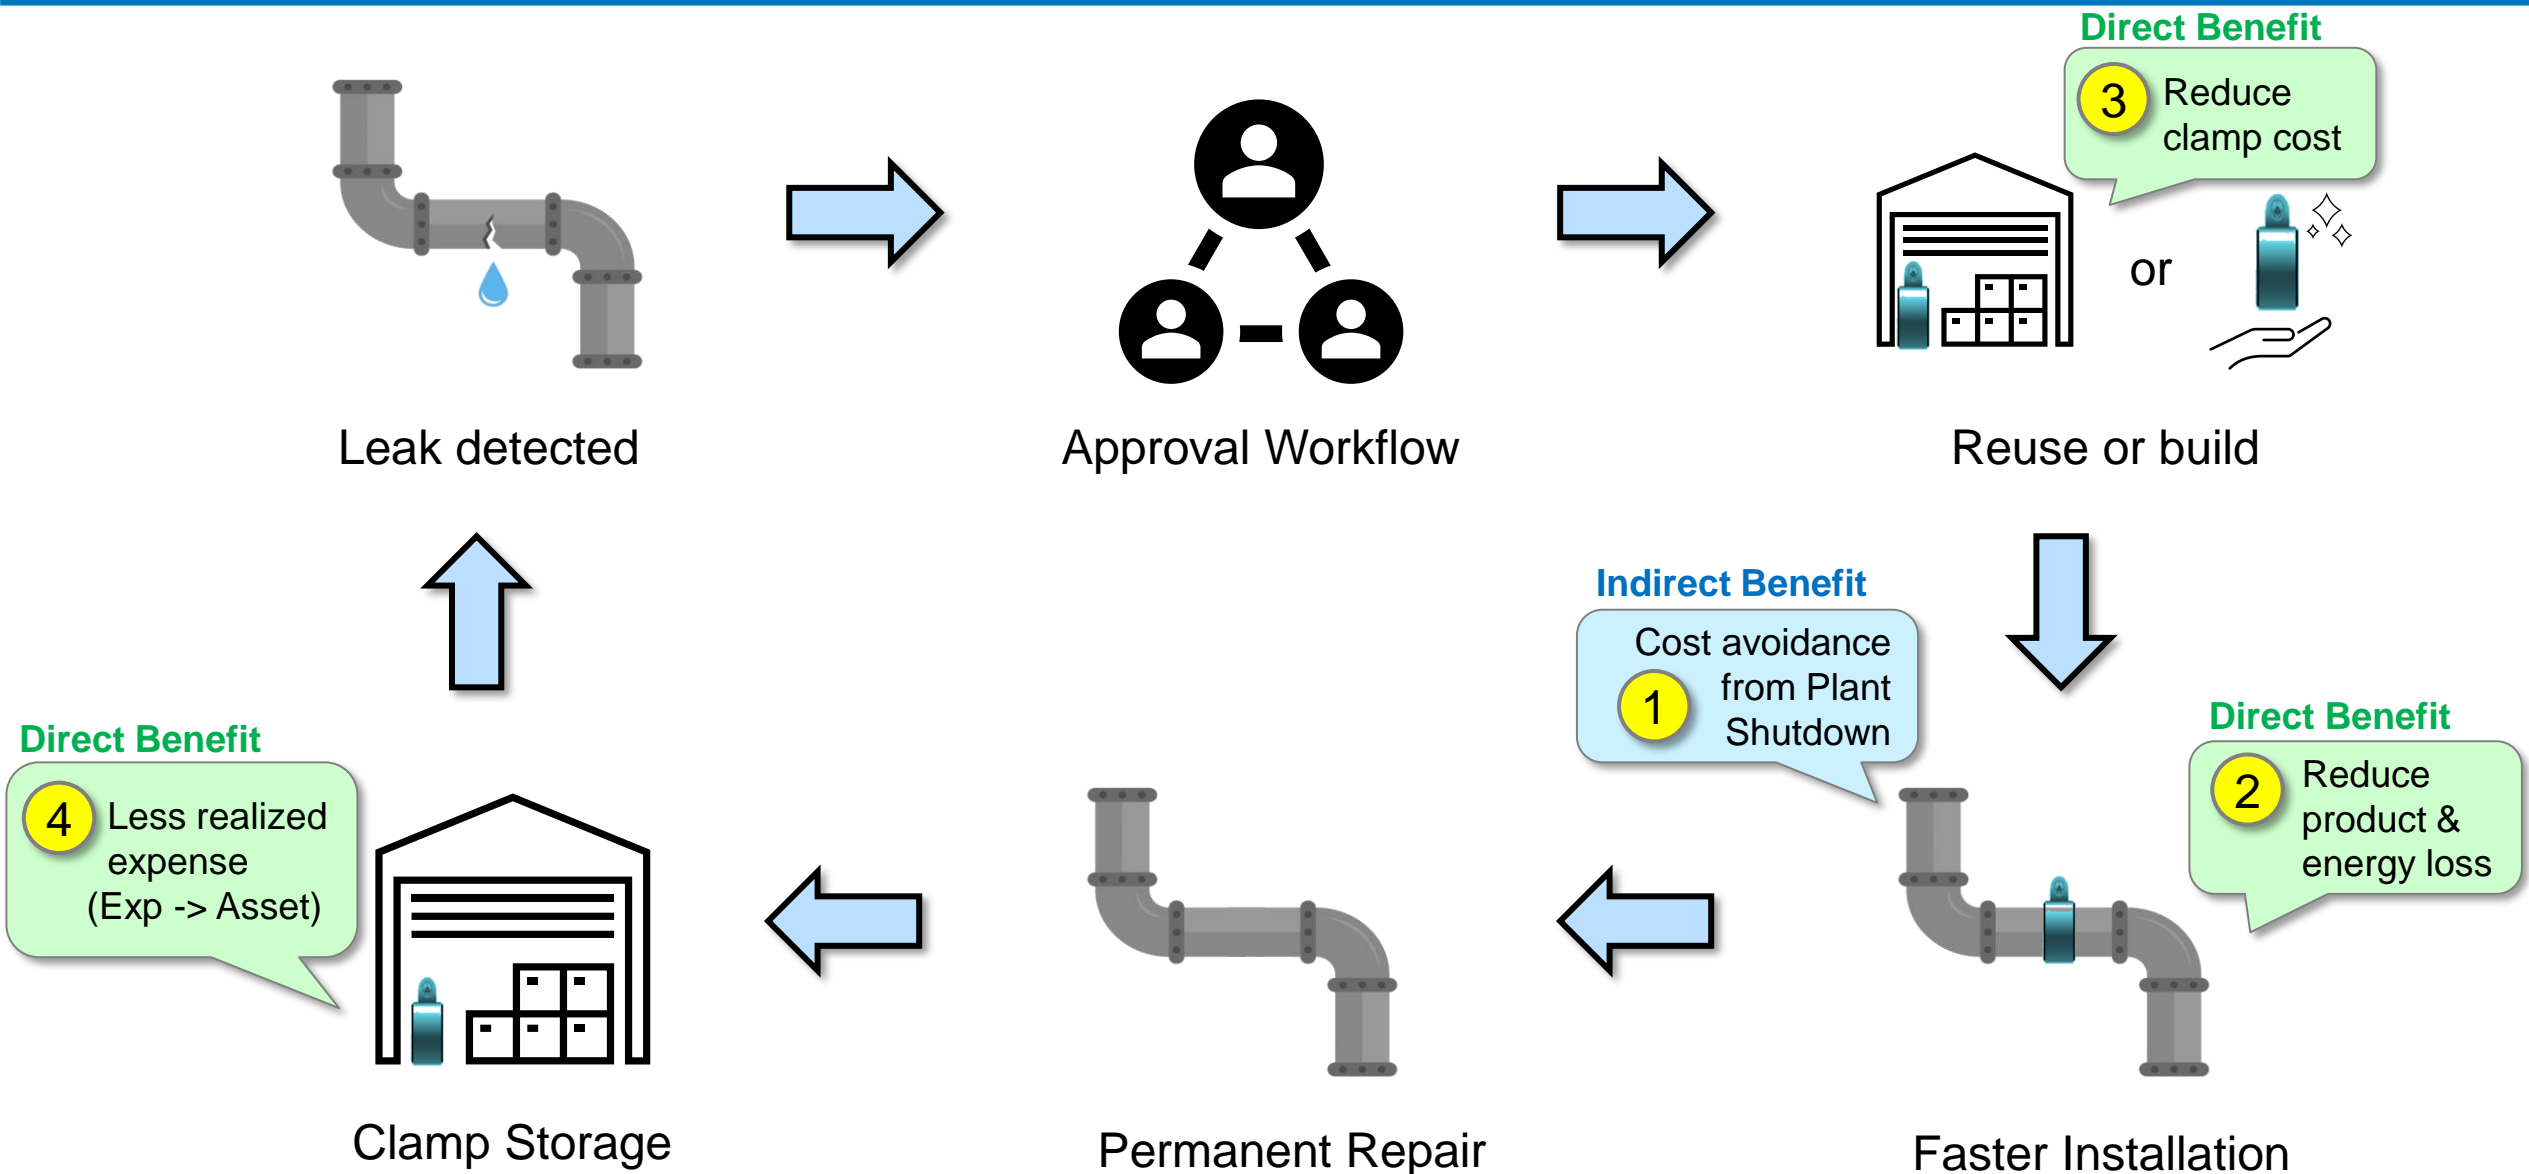 Direct Benefit
3
Reduce
clamp cost
or
Leak detected
Approval Workflow
Reuse or build
Indirect Benefit
Cost avoidance
from Plant
Shutdown
1
Direct Benefit
2
Reduce
product &
energy loss
Direct Benefit
4
Less realized
expense
(Exp -> Asset)
Clamp Storage
Permanent Repair
Faster Installation